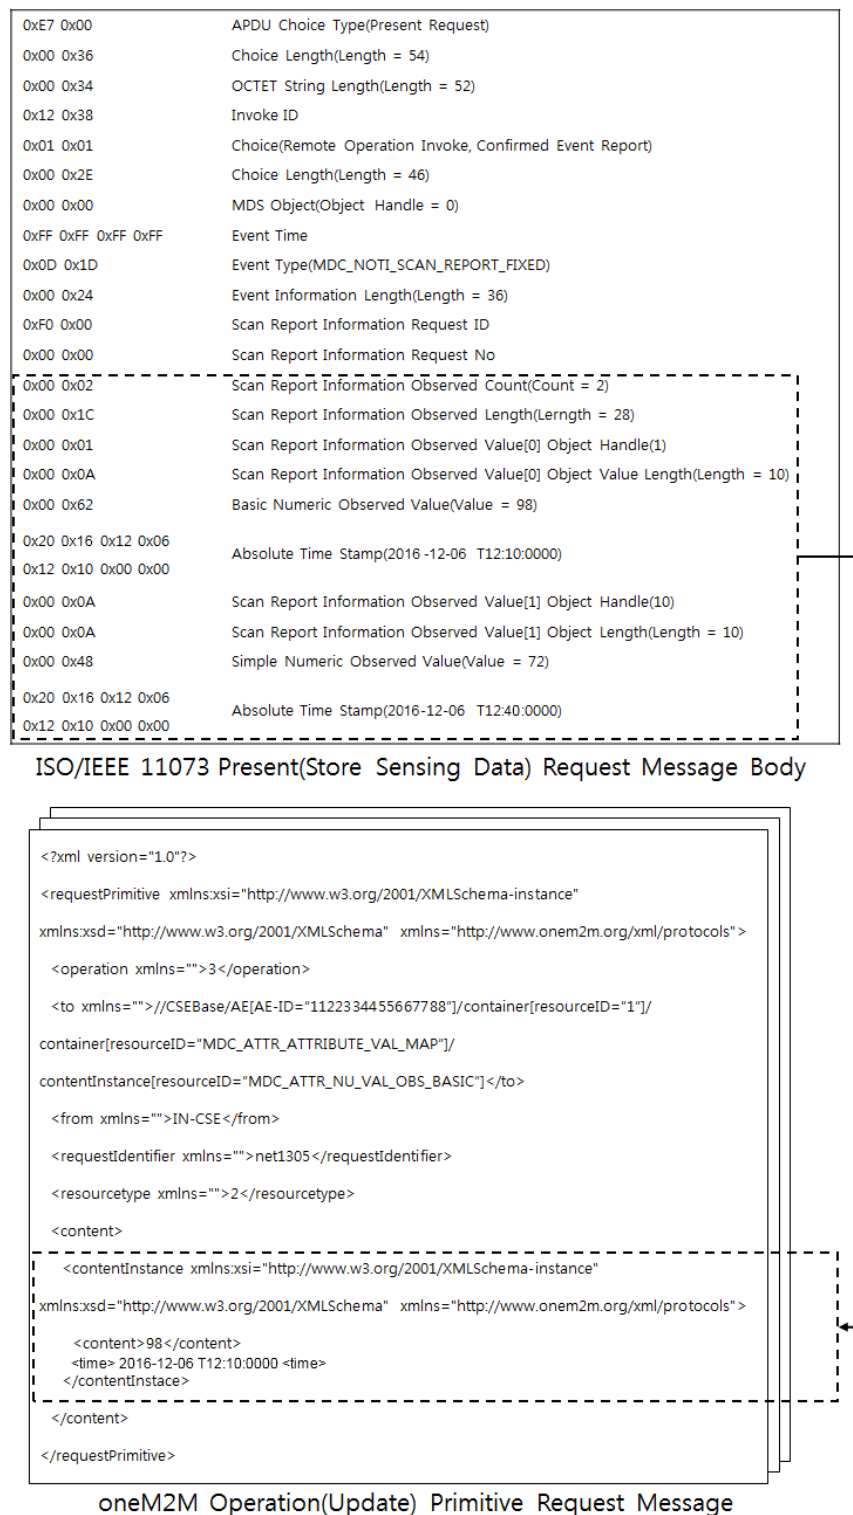 0xE7 0x00 APDU Choice Type(Present Request)
0x00 0x36 Choice Length(Length = 54)
0x00 0x34 OCTET String Length(Length = 52)
0x12 0x38 Invoke ID
0x01 0x01 Choice(Remote Operation Invoke, Confirmed Event Report)
0x00 0x2E Choice Length(Length = 46)
0x00 0x00 MDS Object(Object Handle = 0)
0xFF 0xFF 0xFF 0xFF Event Time
0x0D 0x1D Event Type(MDC_NOTI_SCAN_REPORT_FIXED)
0x00 0x24 Event Information Length(Length = 36)
0xF0 0x00 Scan Report Information Request ID
0x00 0x00 Scan Report Information Request No
0x00 0x02 Scan Report Information Observed Count(Count = 2)
0x00 0x1C Scan Report Information Observed Length(Lerngth = 28)
0x00 0x01 Scan Report Information Observed Value[0] Object Handle(1)
0x00 0x0A Scan Report Information Observed Value[0] Object Value Length(Length = 10)
0x00 0x62 Basic Numeric Observed Value(Value = 98)
0x20 0x16 0x12 0x06
0x12 0x10 0x00 0x00 Absolute Time Stamp(2016 -12-06 T12:10:0000)
0x00 0x0A Scan Report Information Observed Value[1] Object Handle(10)
0x00 0x0A Scan Report Information Observed Value[1] Object Length(Length = 10)
0x00 0x48 Simple Numeric Observed Value(Value = 72)
0x20 0x16 0x12 0x06
0x12 0x10 0x00 0x00 Absolute Time Stamp(2016-12-06 T12:40:0000)
ISO/IEEE 11073 Present(Store Sensing Data) Request Message Body
<?xml version="1.0"?>
<requestPrimitive xmlns:xsi="http://www.w3.org/2001/XMLSchema-instance"
xmlns:xsd="http://www.w3.org/2001/XMLSchema" xmlns="http://www.onem2m.org/xml/protocols">
<operation xmlns="">3</operation>
<to xmlns="">//CSEBase/AE[AE-ID="1122334455667788"]/container[resourceID="1"]/
container[resourceID="MDC_ATTR_ATTRIBUTE_VAL_MAP"]/
contentInstance[resourceID="MDC_ATTR_NU_VAL_OBS_BASIC"]</to>
<from xmlns="">IN-CSE</from>
<requestIdentifier xmlns="">net1305</requestIdentifier>
<resourcetype xmlns="">2</resourcetype>
<content>
<contentInstance xmlns:xsi="http://www.w3.org/2001/XMLSchema-instance"
xmlns:xsd="http://www.w3.org/2001/XMLSchema" xmlns="http://www.onem2m.org/xml/protocols">
<content>98</content>
<time> 2016-12-06 T12:10:0000 <time>
</contentInstace>
</content>
</requestPrimitive>
oneM2M Operation(Update) Primitive Request Message